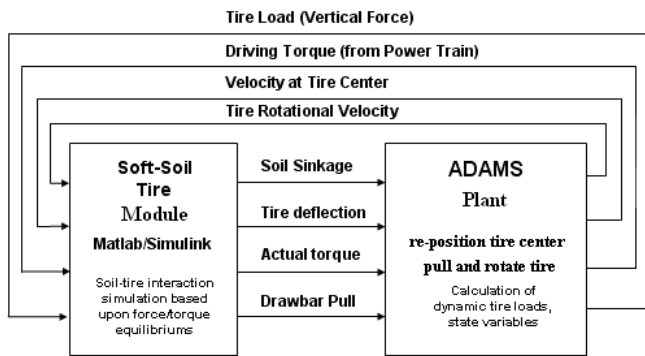 Tire Load (Vertical Force)
Driving Torque (from Power Train)
Velocity at Tire Center
Tire Rotational Velocity
Soft-Soil
Tire
Module
Matlab/Simulink
Soil-tire interaction
simulation based
upon force/torque
equilibriums
Soil Sinkage
Tire deflection
Actual torque
Drawbar Pull
ADAMS
Plant
re-position tire center
pull and rotate tire
Calculation of
dynamic tire loads,
state variables